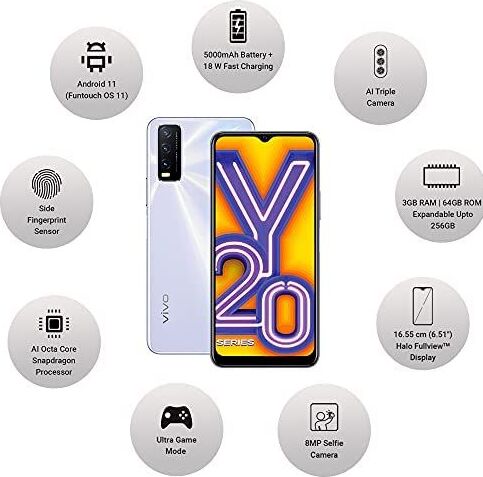 5000mAh Battery +
18 W Fast Charging
Android 11
(Funtouch OS 11)
AI Triple
Camera
Side
Fingerprint
Sensor
3GB RAM | 64GB ROM
Expandable Upto
256GB
vivo
Y
20
SERIES
AI Octa Core
Snapdragon
Processor
16.55 cm (6.51")
Halo Fullview™
Display
Ultra Game
Mode
8MP Selfie
Camera